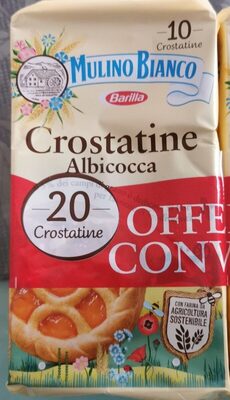 10
Crostatine
MULINO BIANCO
Barilla
Crostatine
Albicocca
20
Crostatine
OFFE
CONV
CON FARINA DA
AGRICOLTURA
SOSTENIBILE